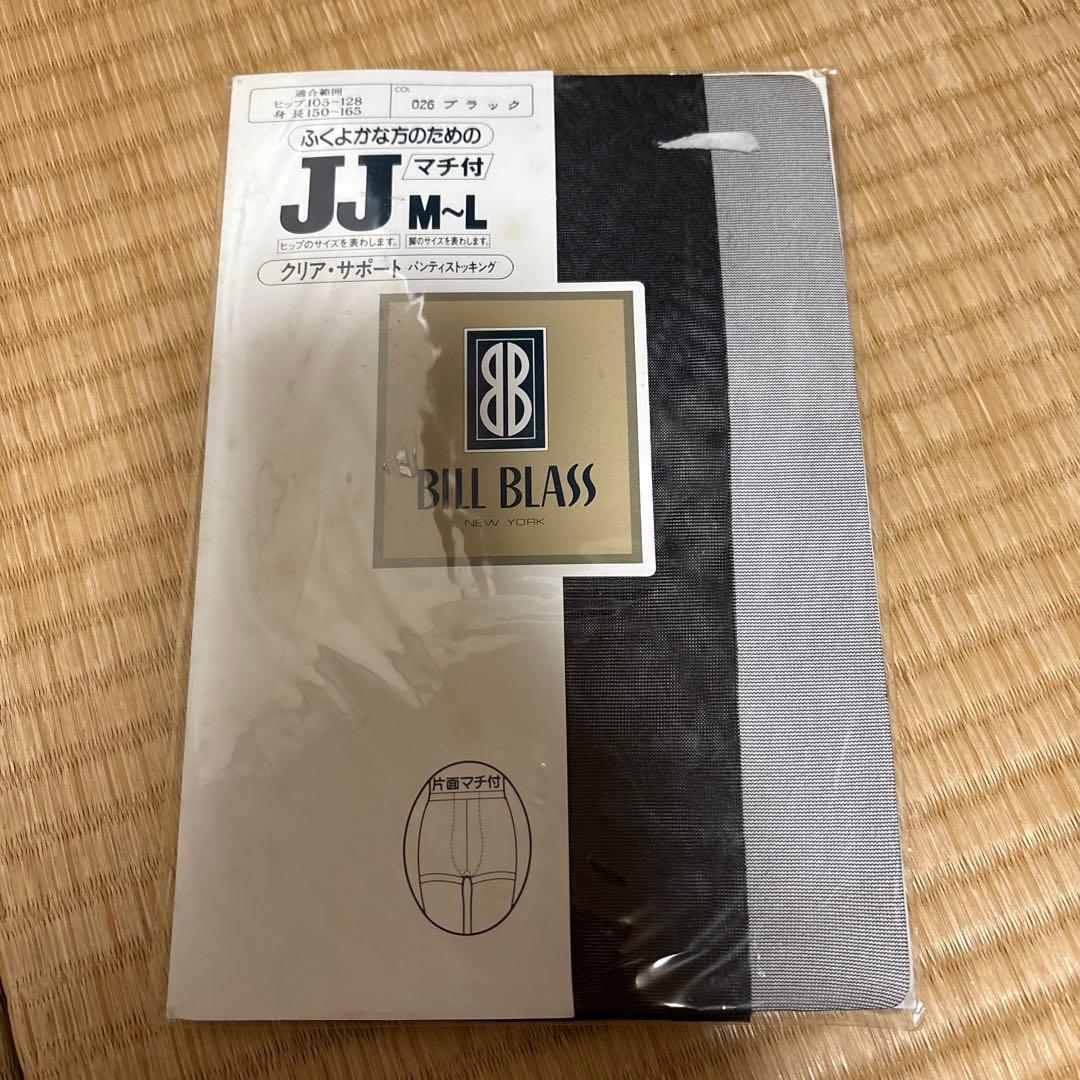 適合範囲
ヒップ105~128
身長150~165
COL
026 ブラック
ふくよかな方のための
JJ
マチ付
M~L
ヒップのサイズを表わします。
脚のサイズを表わします。
クリア・サポート パンティストッキング
BB
BILL BLASS
NEW YORK
片面マチ付